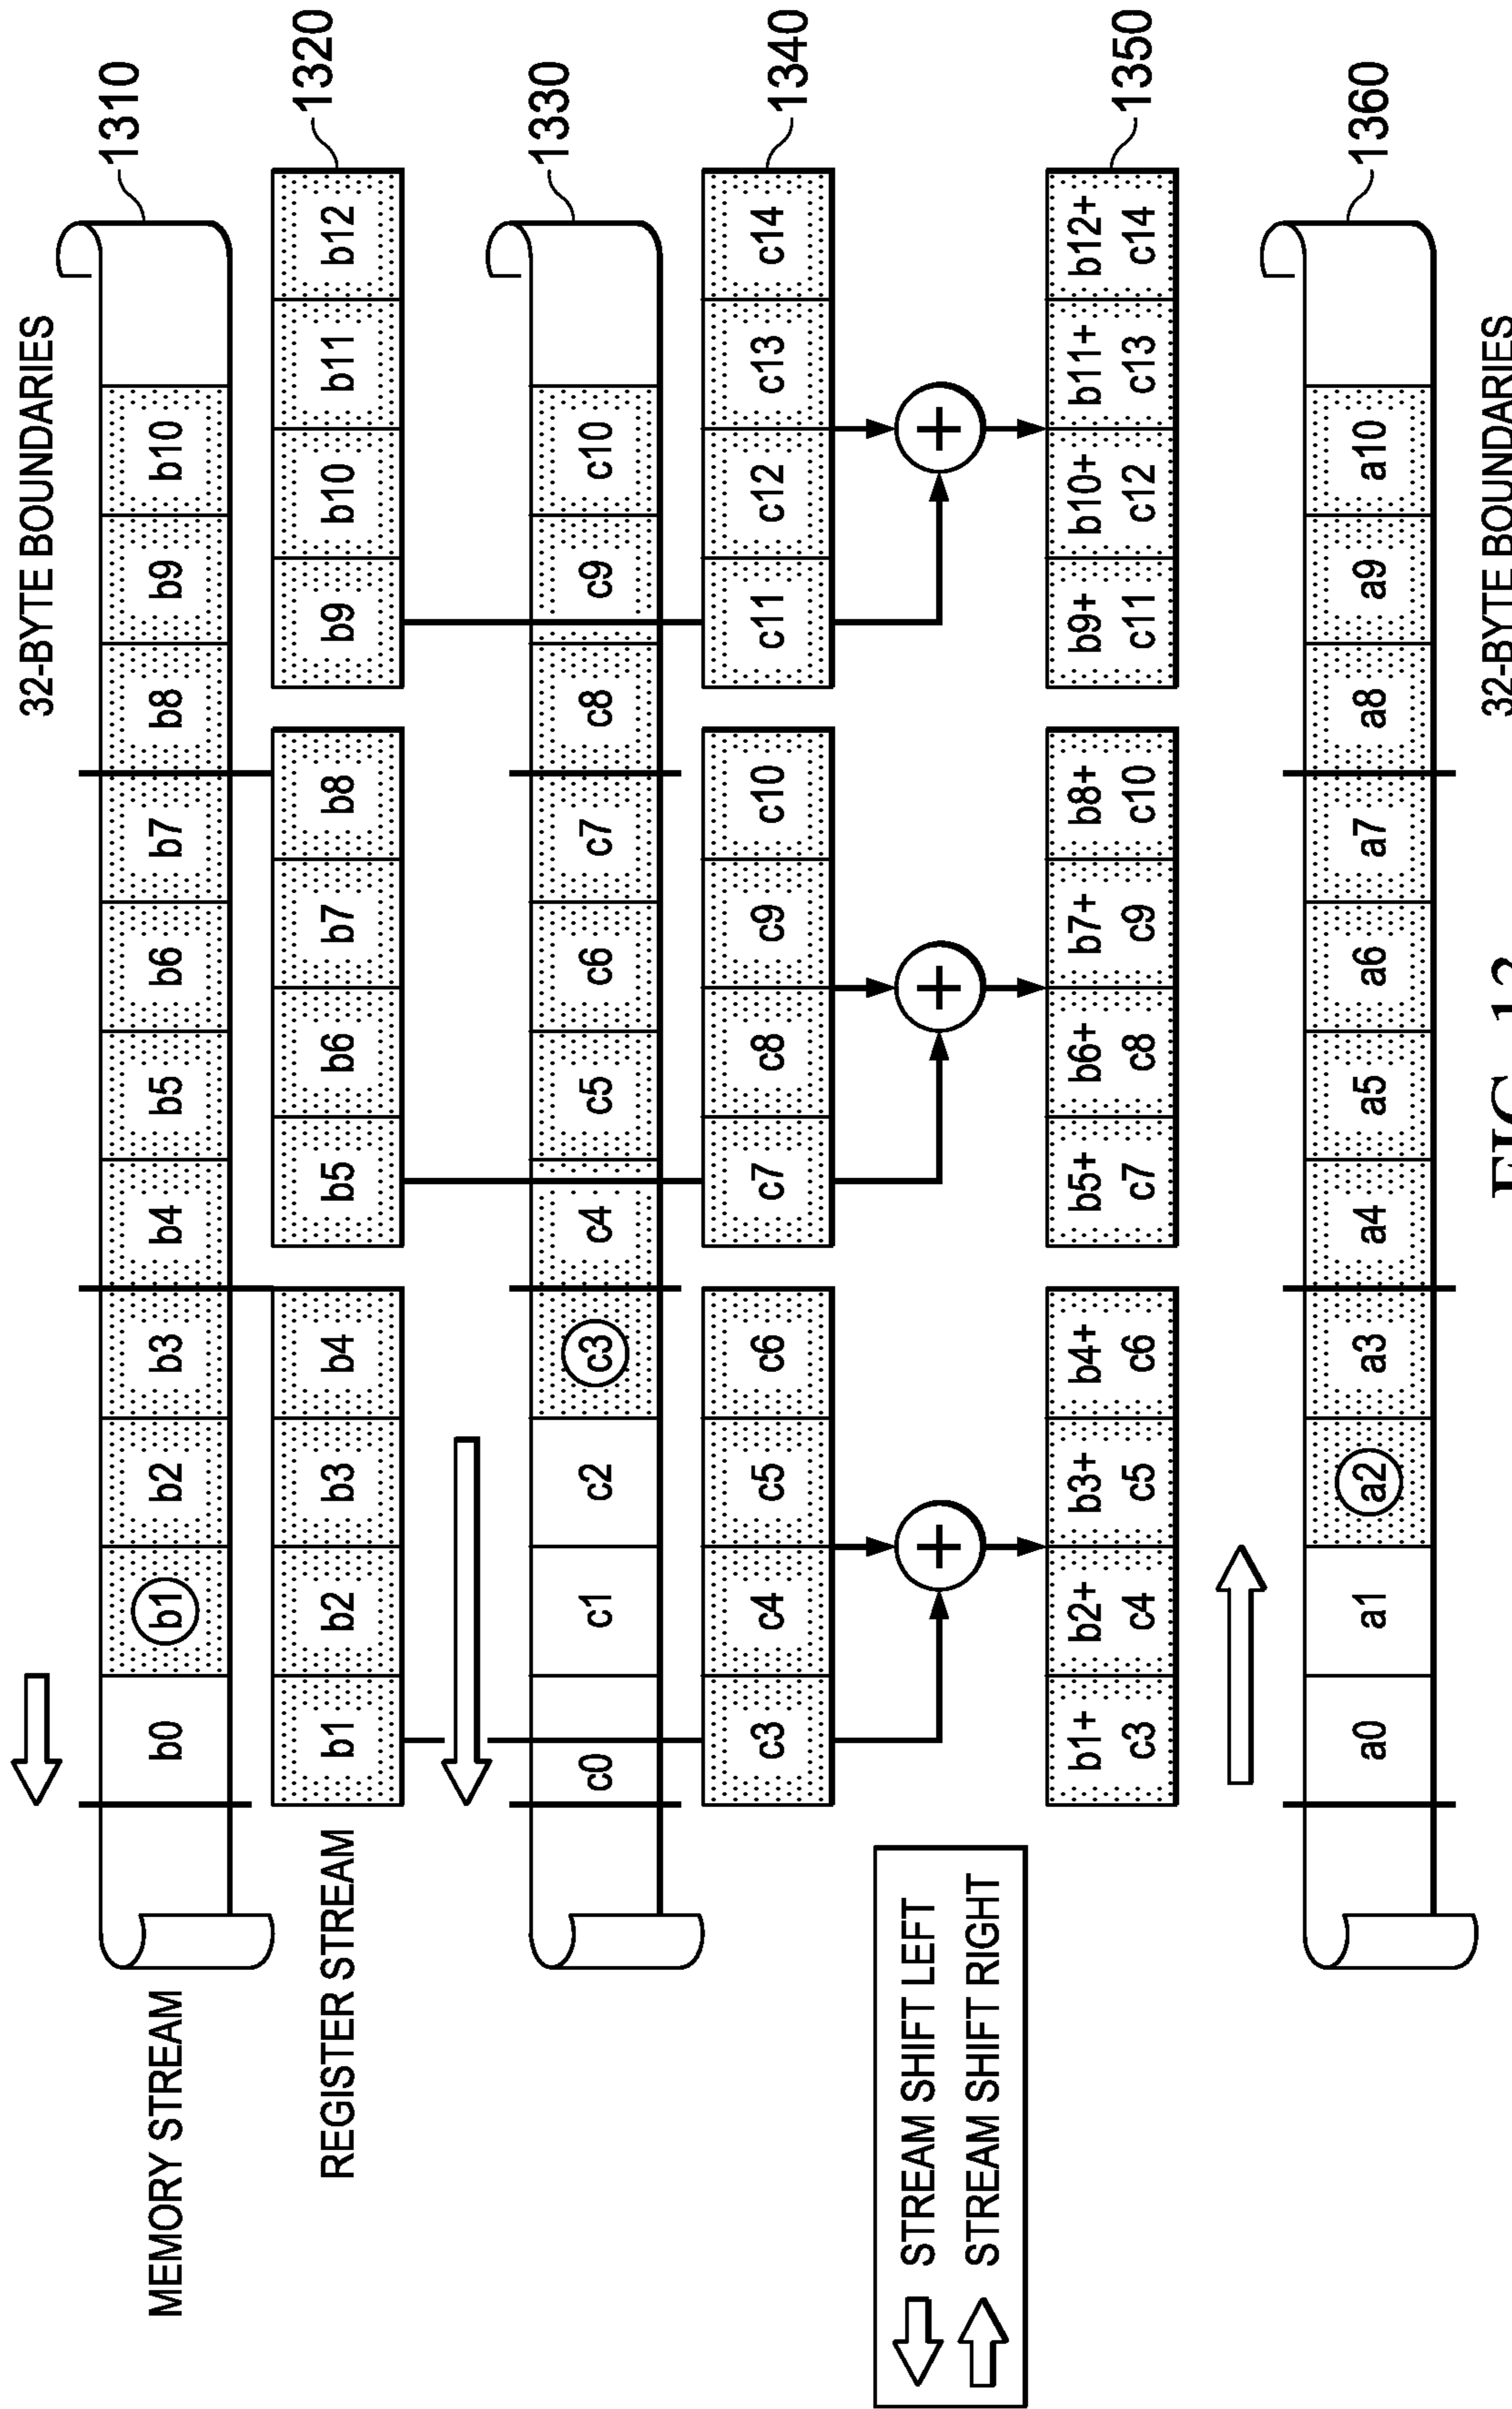 32-BYTE BOUNDARIES
MEMORY STREAM
b0 b1 b2 b3 b4 b5 b6 b7 b8 b9 b10
1310
REGISTER STREAM
b1 b2 b3 b4 b5 b6 b7 b8 b9 b10 b11 b12
1320
c0 c1 c2 c3 c4 c5 c6 c7 c8 c9 c10
1330
c3 c4 c5 c6 c7 c8 c9 c10 c11 c12 c13 c14
1340
+ + +
STREAM SHIFT LEFT
STREAM SHIFT RIGHT
b1+ b2+ b3+ b4+ b5+ b6+ b7+ b8+ b9+ b10+ b11+ b12+
c3 c4 c5 c6 c7 c8 c9 c10 c11 c12 c13 c14
1350
a0 a1 a2 a3 a4 a5 a6 a7 a8 a9 a10
1360
32-BYTE BOUNDARIES